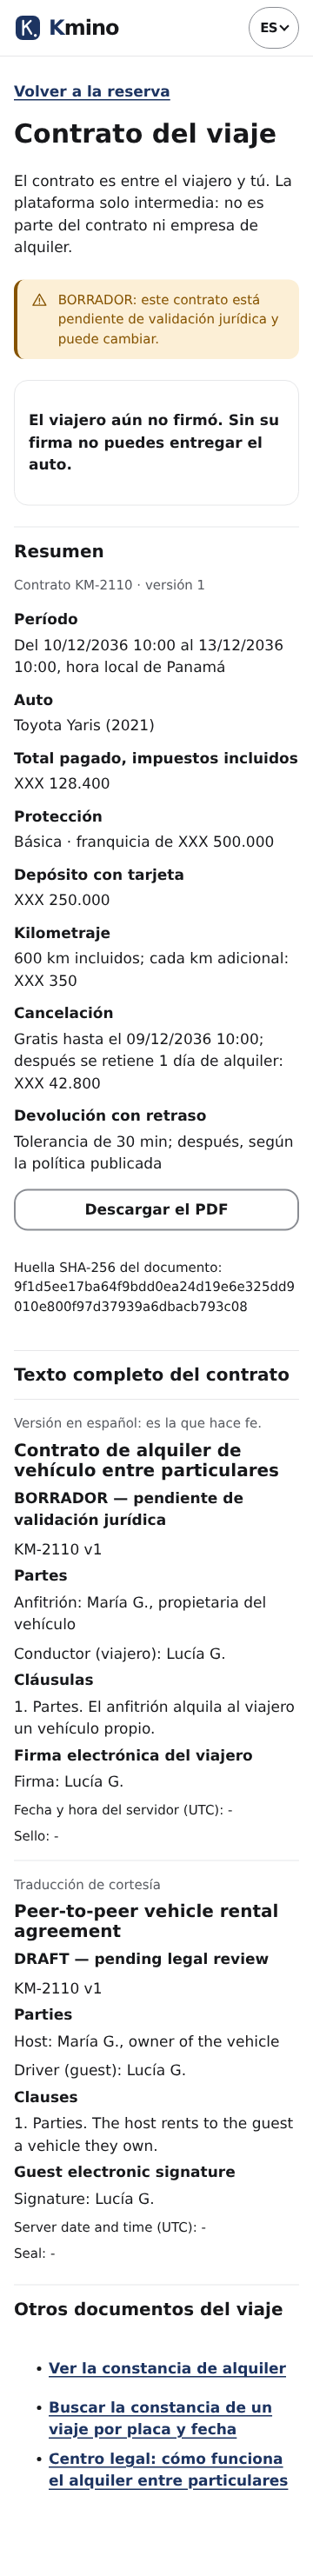 Kmino
ES
Volver a la reserva
Contrato del viaje
El contrato es entre el viajero y tú. La
plataforma solo intermedia: no es
parte del contrato ni empresa de
alquiler.
BORRADOR: este contrato está
pendiente de validación jurídica y
puede cambiar.
El viajero aún no firmó. Sin su
firma no puedes entregar el
auto.
Resumen
Contrato KM-2110 · versión 1
Período
Del 10/12/2036 10:00 al 13/12/2036
10:00, hora local de Panamá
Auto
Toyota Yaris (2021)
Total pagado, impuestos incluidos
XXX 128.400
Protección
Básica · franquicia de XXX 500.000
Depósito con tarjeta
XXX 250.000
Kilometraje
600 km incluidos; cada km adicional:
XXX 350
Cancelación
Gratis hasta el 09/12/2036 10:00;
después se retiene 1 día de alquiler:
XXX 42.800
Devolución con retraso
Tolerancia de 30 min; después, según
la política publicada
Descargar el PDF
Huella SHA-256 del documento:
9f1d5ee17ba64f9bdd0ea24d19e6e325dd9
010e800f97d37939a6dbacb793c08
Texto completo del contrato
Versión en español: es la que hace fe.
Contrato de alquiler de
vehículo entre particulares
BORRADOR — pendiente de
validación jurídica
KM-2110 v1
Partes
Anfitrión: María G., propietaria del
vehículo
Conductor (viajero): Lucía G.
Cláusulas
1. Partes. El anfitrión alquila al viajero
un vehículo propio.
Firma electrónica del viajero
Firma: Lucía G.
Fecha y hora del servidor (UTC): -
Sello: -
Traducción de cortesía
Peer-to-peer vehicle rental
agreement
DRAFT — pending legal review
KM-2110 v1
Parties
Host: María G., owner of the vehicle
Driver (guest): Lucía G.
Clauses
1. Parties. The host rents to the guest
a vehicle they own.
Guest electronic signature
Signature: Lucía G.
Server date and time (UTC): -
Seal: -
Otros documentos del viaje
• Ver la constancia de alquiler
• Buscar la constancia de un
viaje por placa y fecha
• Centro legal: cómo funciona
el alquiler entre particulares